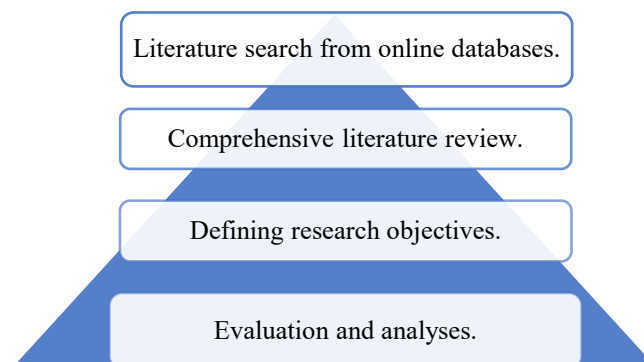 Literature search from online databases.
Comprehensive literature review.
Defining research objectives.
Evaluation and analyses.